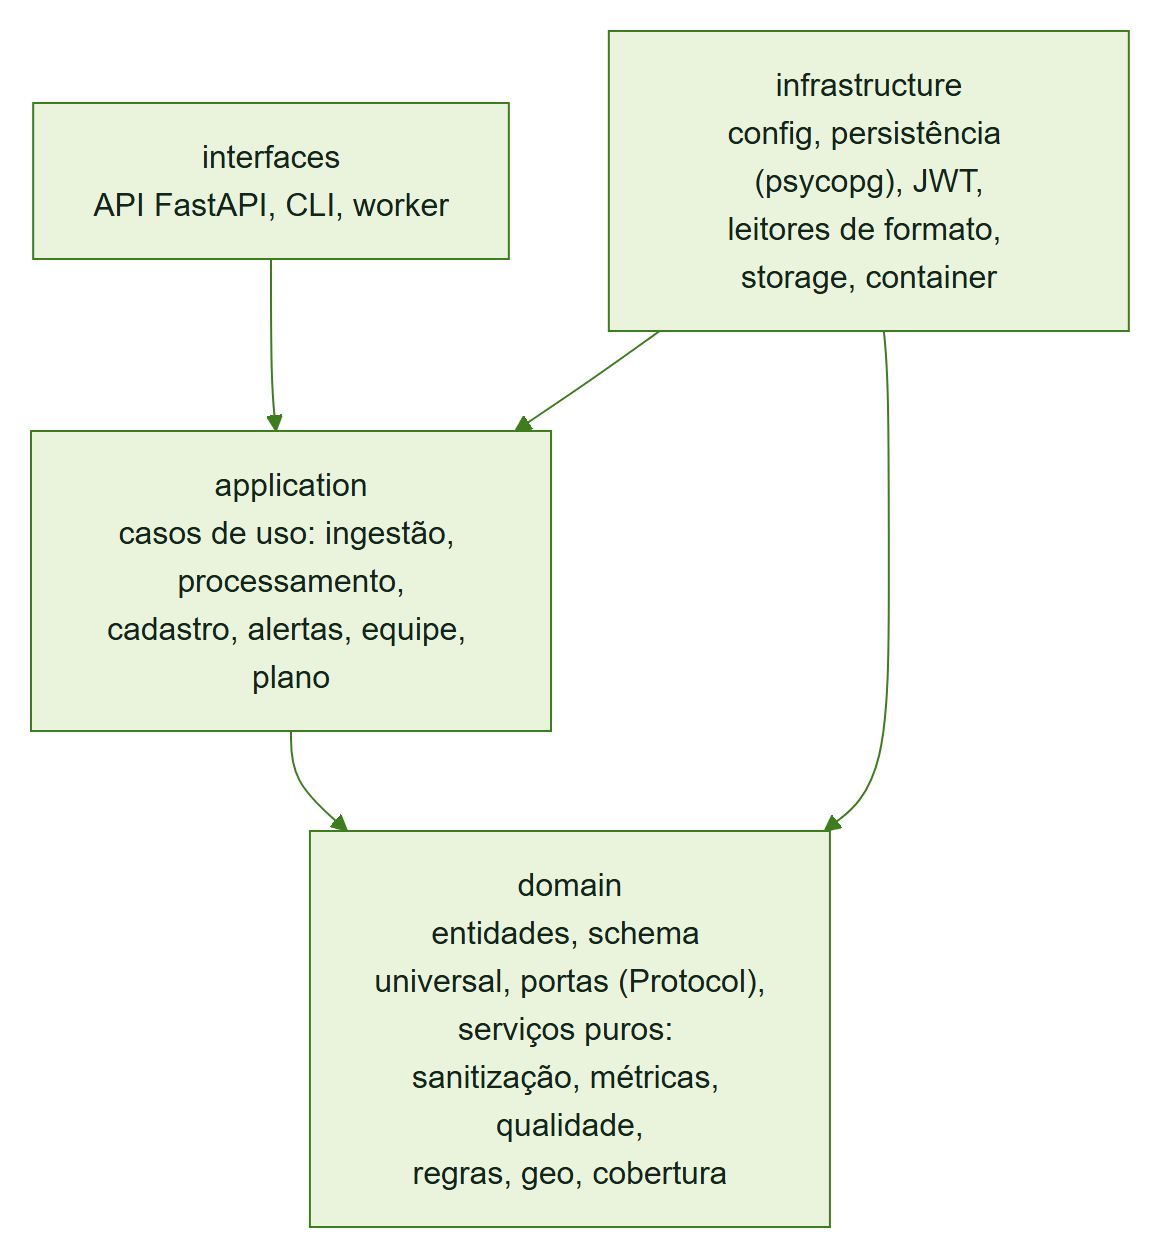 interfaces
API FastAPI, CLI, worker
infrastructure
config, persistência
(psycopg), JWT,
leitores de formato,
storage, container
application
casos de uso: ingestão,
processamento,
cadastro, alertas, equipe,
plano
domain
entidades, schema
universal, portas (Protocol),
serviços puros:
sanitização, métricas,
qualidade,
regras, geo, cobertura